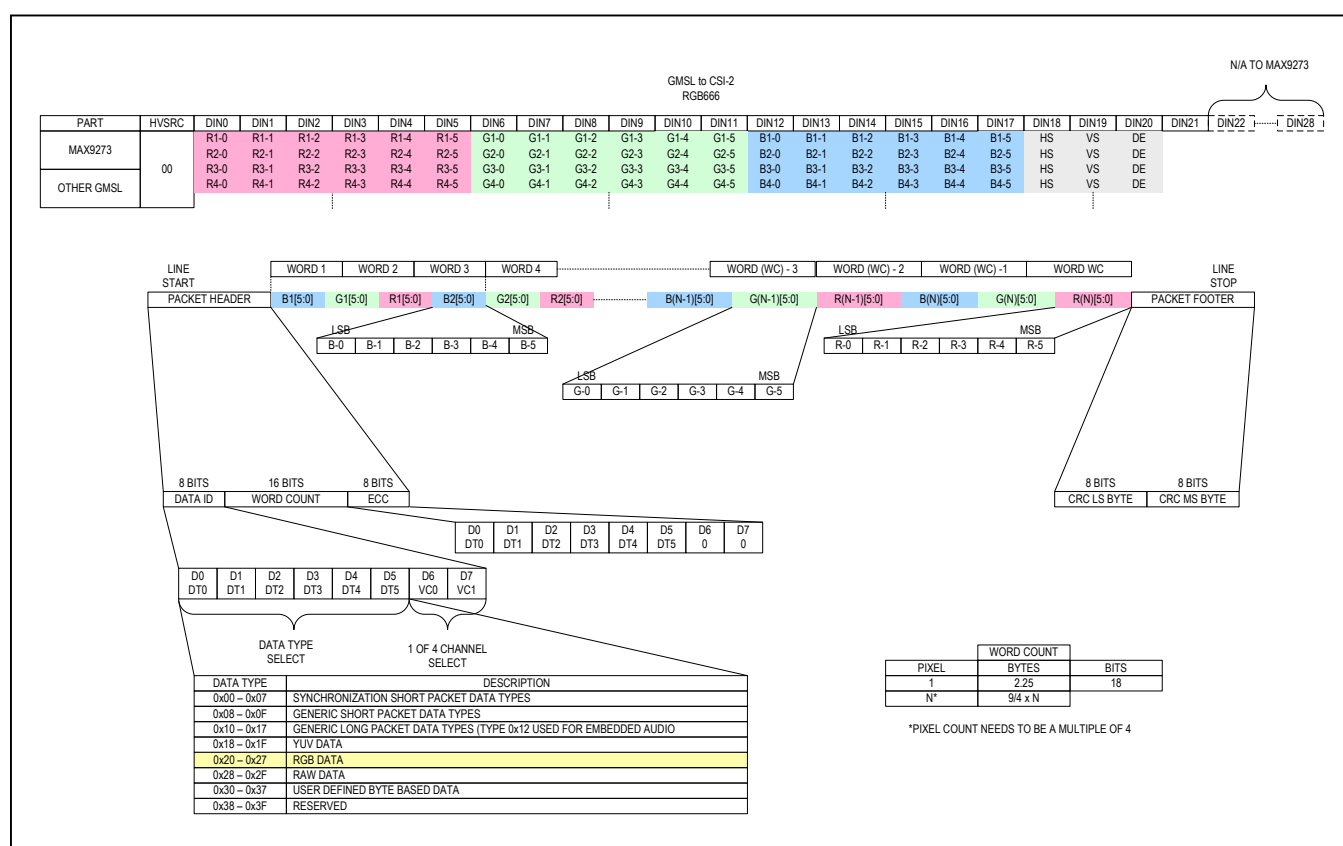 N/A TO MAX9273
GMSL to CSI-2
RGB666
PART HVSRC DIN0 DIN1 DIN2 DIN3 DIN4 DIN5 DIN6 DIN7 DIN8 DIN9 DIN10 DIN11 DIN12 DIN13 DIN14 DIN15 DIN16 DIN17 DIN18 DIN19 DIN20 DIN21 DIN22 DIN28
MAX9273 00 R1-0 R1-1 R1-2 R1-3 R1-4 R1-5 G1-0 G1-1 G1-2 G1-3 G1-4 G1-5 B1-0 B1-1 B1-2 B1-3 B1-4 B1-5 HS VS DE
R2-0 R2-1 R2-2 R2-3 R2-4 R2-5 G2-0 G2-1 G2-2 G2-3 G2-4 G2-5 B2-0 B2-1 B2-2 B2-3 B2-4 B2-5 HS VS DE
R3-0 R3-1 R3-2 R3-3 R3-4 R3-5 G3-0 G3-1 G3-2 G3-3 G3-4 G3-5 B3-0 B3-1 B3-2 B3-3 B3-4 B3-5 HS VS DE
OTHER GMSL R4-0 R4-1 R4-2 R4-3 R4-4 R4-5 G4-0 G4-1 G4-2 G4-3 G4-4 G4-5 B4-0 B4-1 B4-2 B4-3 B4-4 B4-5 HS VS DE
LINE
START
WORD 1 WORD 2 WORD 3 WORD 4 WORD (WC) - 3 WORD (WC) - 2 WORD (WC) -1 WORD WC
LINE
STOP
PACKET HEADER B1[5:0] G1[5:0] R1[5:0] B2[5:0] G2[5:0] R2[5:0] B(N-1)[5:0] G(N-1)[5:0] R(N-1)[5:0] B(N)[5:0] G(N)[5:0] R(N)[5:0] PACKET FOOTER
LSB MSB
B-0 B-1 B-2 B-3 B-4 B-5
LSB MSB
R-0 R-1 R-2 R-3 R-4 R-5
LSB MSB
G-0 G-1 G-2 G-3 G-4 G-5
8 BITS 16 BITS 8 BITS
DATA ID WORD COUNT ECC
8 BITS 8 BITS
CRC LS BYTE CRC MS BYTE
D0 D1 D2 D3 D4 D5 D6 D7
DT0 DT1 DT2 DT3 DT4 DT5 0 0
D0 D1 D2 D3 D4 D5 D6 D7
DT0 DT1 DT2 DT3 DT4 DT5 VC0 VC1
DATA TYPE
SELECT
1 OF 4 CHANNEL
SELECT
DATA TYPE DESCRIPTION
0x00 – 0x07 SYNCHRONIZATION SHORT PACKET DATA TYPES
0x08 – 0x0F GENERIC SHORT PACKET DATA TYPES
0x10 – 0x17 GENERIC LONG PACKET DATA TYPES (TYPE 0x12 USED FOR EMBEDDED AUDIO
0x18 – 0x1F YUV DATA
0x20 – 0x27 RGB DATA
0x28 – 0x2F RAW DATA
0x30 – 0x37 USER DEFINED BYTE BASED DATA
0x38 – 0x3F RESERVED
WORD COUNT
PIXEL BYTES BITS
1 2.25 18
N* 9/4 x N
*PIXEL COUNT NEEDS TO BE A MULTIPLE OF 4